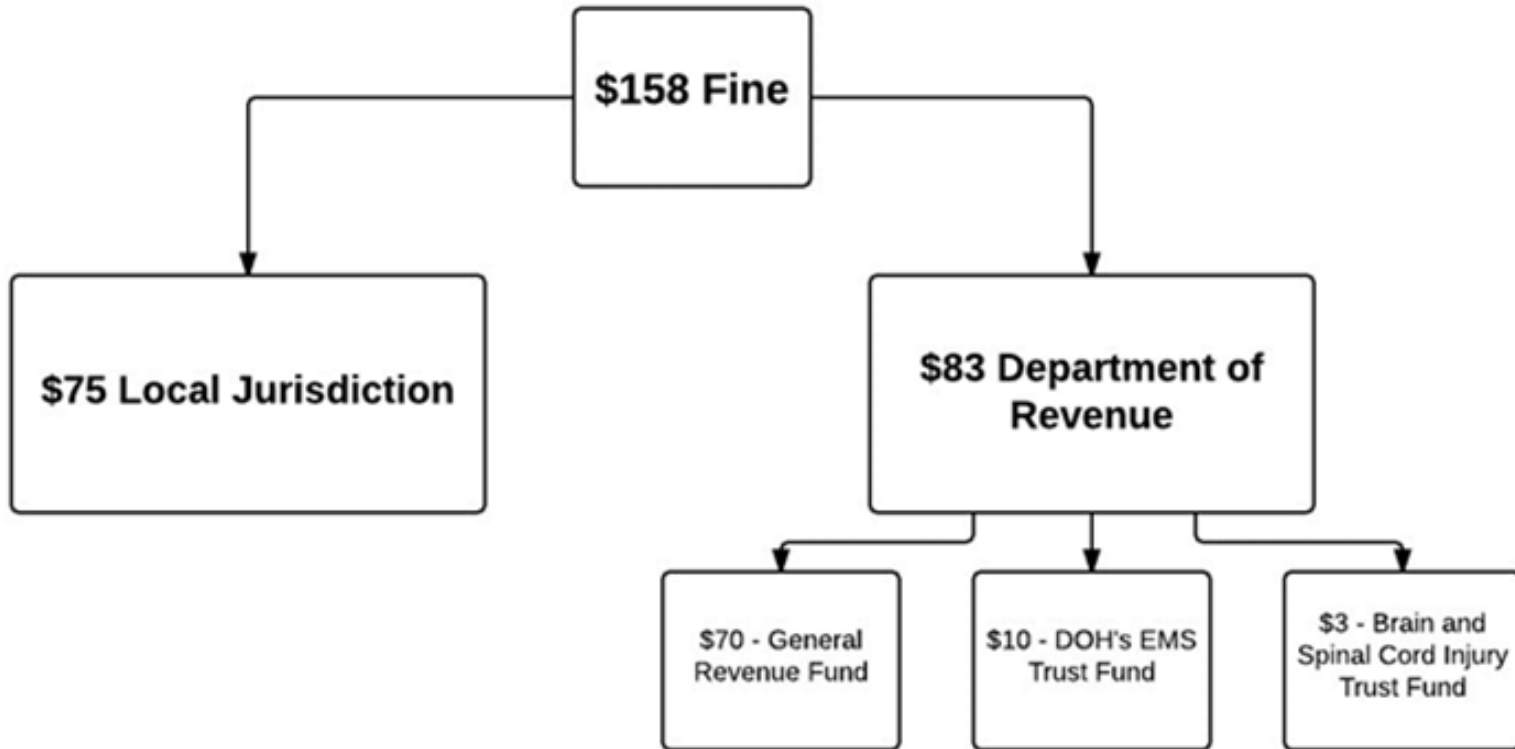 $158 Fine
$75 Local Jurisdiction
$83 Department of
Revenue
$70 - General
Revenue Fund
$10 - DOH's EMS
Trust Fund
$3 - Brain and
Spinal Cord Injury
Trust Fund